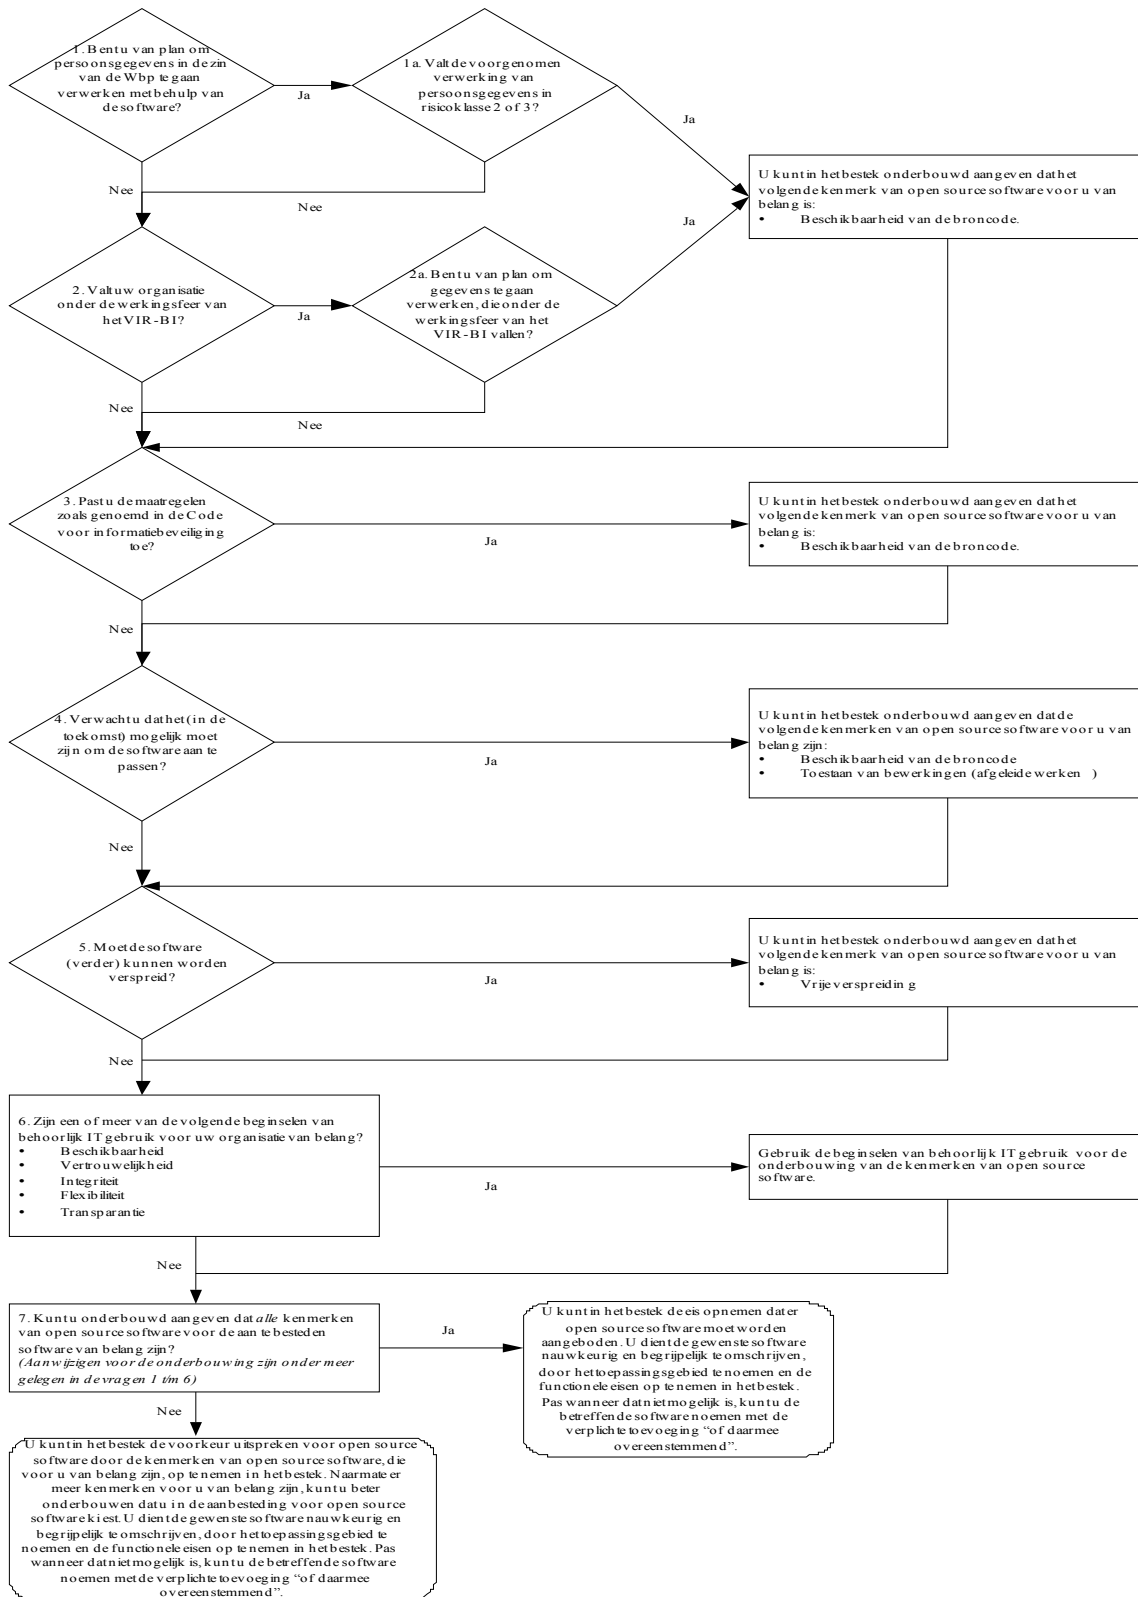 1. Bent u van plan om
persoonsgegevens in de zin
van de Wbp te gaan
verwerken met behulp van
de software?
Ja
1a. Valt de voorgenomen
verwerking van
persoonsgegevens in
risicoklasse 2 of 3?
Ja
Nee
Nee
U kunt in het bestek onderbouwd aangeven dat het
volgende kenmerk van open source software voor u van
belang is:
• Beschikbaarheid van de broncode.
2. Valt uw organisatie
onder de werkingsfeer van
het VIR-BI?
Ja
2a. Bent u van plan om
gegevens te gaan
verwerken, die onder de
werkingsfeer van het
VIR-BI vallen?
Ja
Nee
Nee
3. Past u de maatregelen
zoals genoemd in de Code
voor informatiebeveiliging
toe?
Ja
U kunt in het bestek onderbouwd aangeven dat het
volgende kenmerk van open source software voor u van
belang is:
• Beschikbaarheid van de broncode.
Nee
4. Verwacht u dat het (in de
toekomst) mogelijk moet
zijn om de software aan te
passen?
Ja
U kunt in het bestek onderbouwd aangeven dat de
volgende kenmerken van open source software voor u van
belang zijn:
• Beschikbaarheid van de broncode
• Toestaan van bewerkingen (afgeleide werken )
Nee
5. Moet de software
(verder) kunnen worden
verspreid?
Ja
U kunt in het bestek onderbouwd aangeven dat het
volgende kenmerk van open source software voor u van
belang is:
• Vrije verspreiding
Nee
6. Zijn een of meer van de volgende beginselen van
behoorlijk IT gebruik voor uw organisatie van belang?
• Beschikbaarheid
• Vertrouwelijkheid
• Integriteit
• Flexibiliteit
• Transparantie
Ja
Gebruik de beginselen van behoorlijk IT gebruik voor de
onderbouwing van de kenmerken van open source
software.
Nee
7. Kunt u onderbouwd aangeven dat alle kenmerken
van open source software voor de aan te besteden
software van belang zijn?
(Aanwijzigen voor de onderbouwing zijn onder meer
gelegen in de vragen 1 t/m 6)
Ja
U kunt in het bestek de eis opnemen dat er
open source software moet worden
aangeboden. U dient de gewenste software
nauwkeurig en begrijpelijk te omschrijven,
door het toepassingsgebied te noemen en de
functionele eisen op te nemen in het bestek.
Pas wanneer dat niet mogelijk is, kunt u de
betreffende software noemen met de
verplichte toevoeging “of daarmee
overeenstemmend”.
Nee
U kunt in het bestek de voorkeur uitspreken voor open source
software door de kenmerken van open source software, die
voor u van belang zijn, op te nemen in het bestek. Naarmate er
meer kenmerken voor u van belang zijn, kunt u beter
onderbouwen dat u in de aanbesteding voor open source
software kiest. U dient de gewenste software nauwkeurig en
begrijpelijk te omschrijven, door het toepassingsgebied te
noemen en de functionele eisen op te nemen in het bestek. Pas
wanneer dat niet mogelijk is, kunt u de betreffende software
noemen met de verplichte toevoeging “of daarmee
overeenstemmend”.